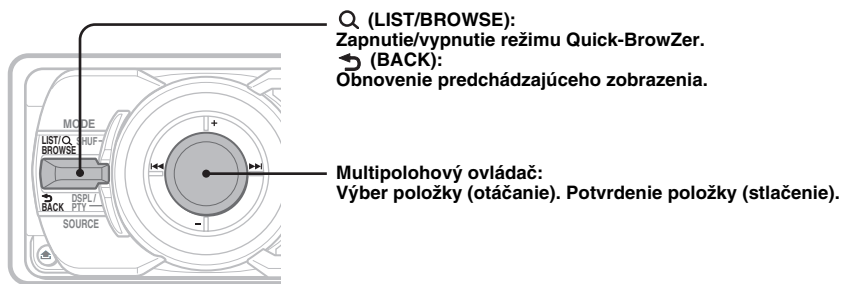 (LIST/BROWSE):
Zapnutie/vypnutie režimu Quick-BrowZer.
(BACK):
Obnovenie predchádzajúceho zobrazenia.
MODE
LIST/ SHUF
BROWSE
+
Multipolohový ovládač:
Výber položky (otáčanie). Potvrdenie položky (stlačenie).
DSPL/
BACK PTY
–
SOURCE